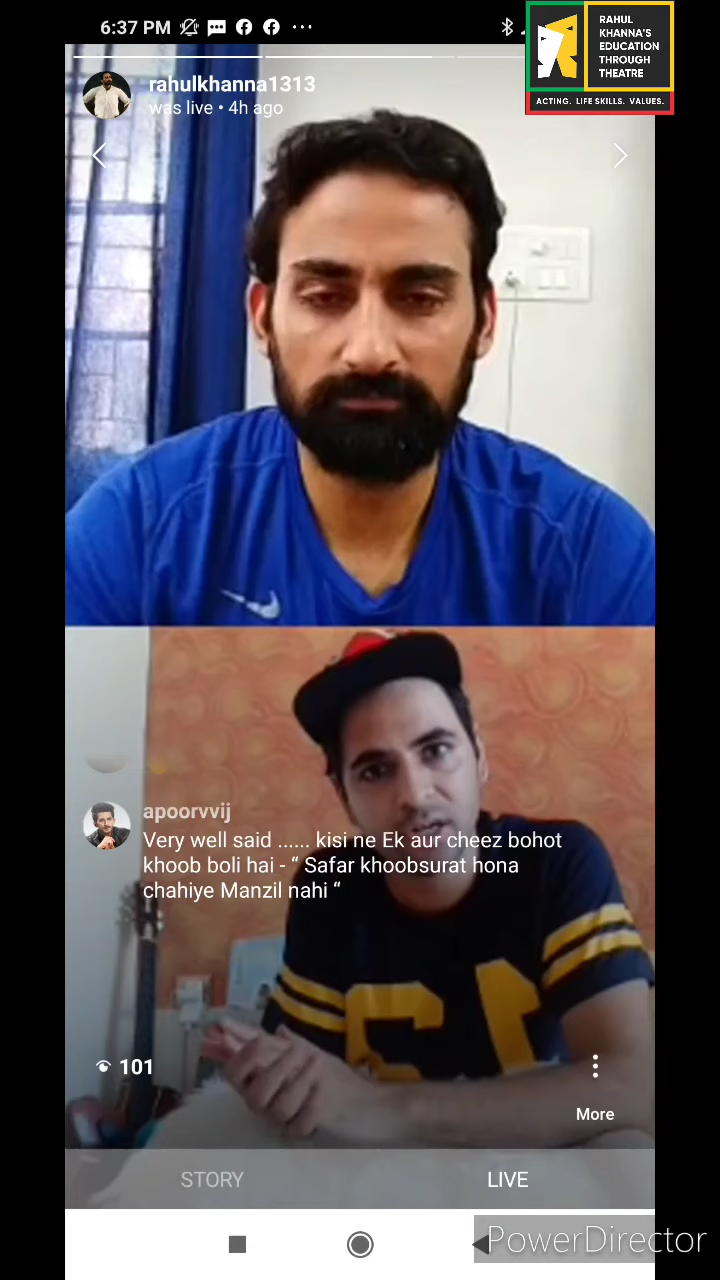 6:37 PM
RAHUL
KHANNA'S
EDUCATION
THROUGH
THEATRE
ACTING. LIFE SKILLS. VALUES.
rahulkhanna1313
was live • 4h ago
apoorvvij
Very well said ...... kisi ne Ek aur cheez bohot
khoob boli hai - “ Safar khoobsurat hona
chahiye Manzil nahi “
101
More
STORY
LIVE
PowerDirector